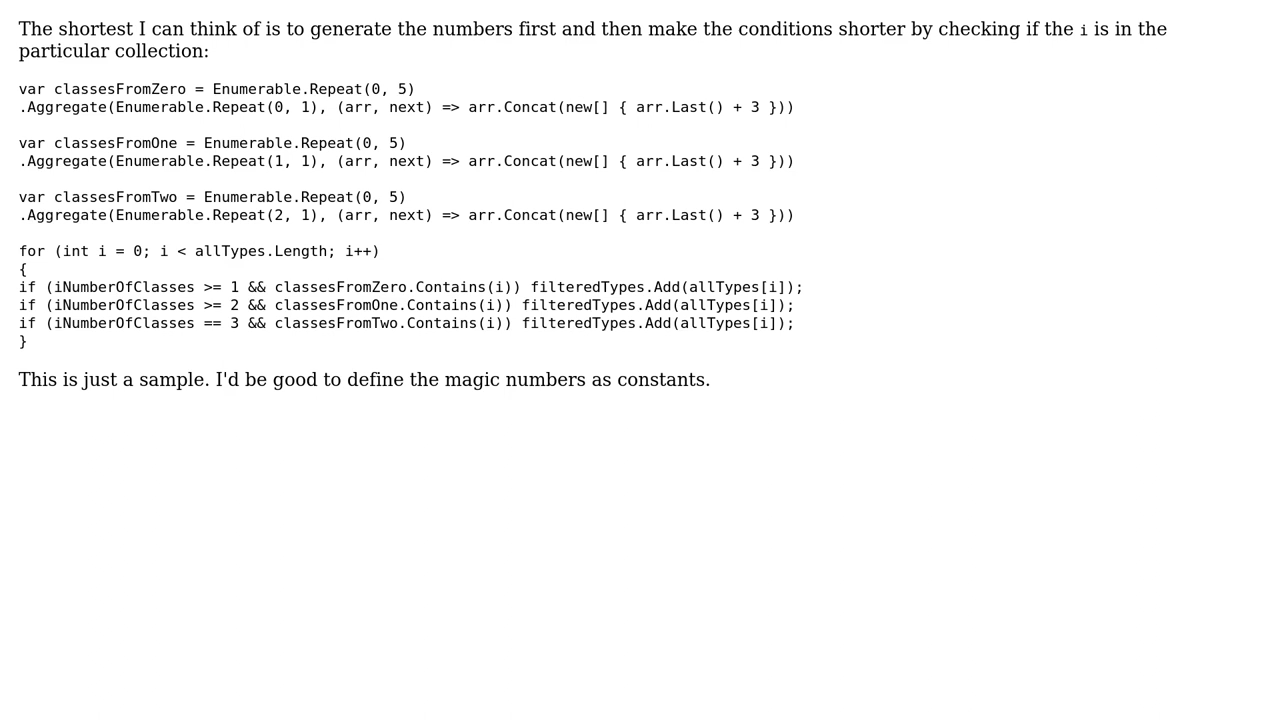 The shortest I can think of is to generate the numbers first and then make the conditions shorter by checking if the i is in the
particular collection:
var classesFromZero = Enumerable.Repeat(0, 5)
.Aggregate(Enumerable.Repeat(0, 1), (arr, next) => arr.Concat(new[] { arr.Last() + 3 }))
var classesFromOne = Enumerable.Repeat(0, 5)
.Aggregate(Enumerable.Repeat(1, 1), (arr, next) => arr.Concat(new[] { arr.Last() + 3 }))
var classesFromTwo = Enumerable.Repeat(0, 5)
.Aggregate(Enumerable.Repeat(2, 1), (arr, next) => arr.Concat(new[] { arr.Last() + 3 }))
for (int i = 0; i < allTypes.Length; i++)
{
if (iNumberOfClasses >= 1 && classesFromZero.Contains(i)) filteredTypes.Add(allTypes[i]);
if (iNumberOfClasses >= 2 && classesFromOne.Contains(i)) filteredTypes.Add(allTypes[i]);
if (iNumberOfClasses == 3 && classesFromTwo.Contains(i)) filteredTypes.Add(allTypes[i]);
}
This is just a sample. I'd be good to define the magic numbers as constants.